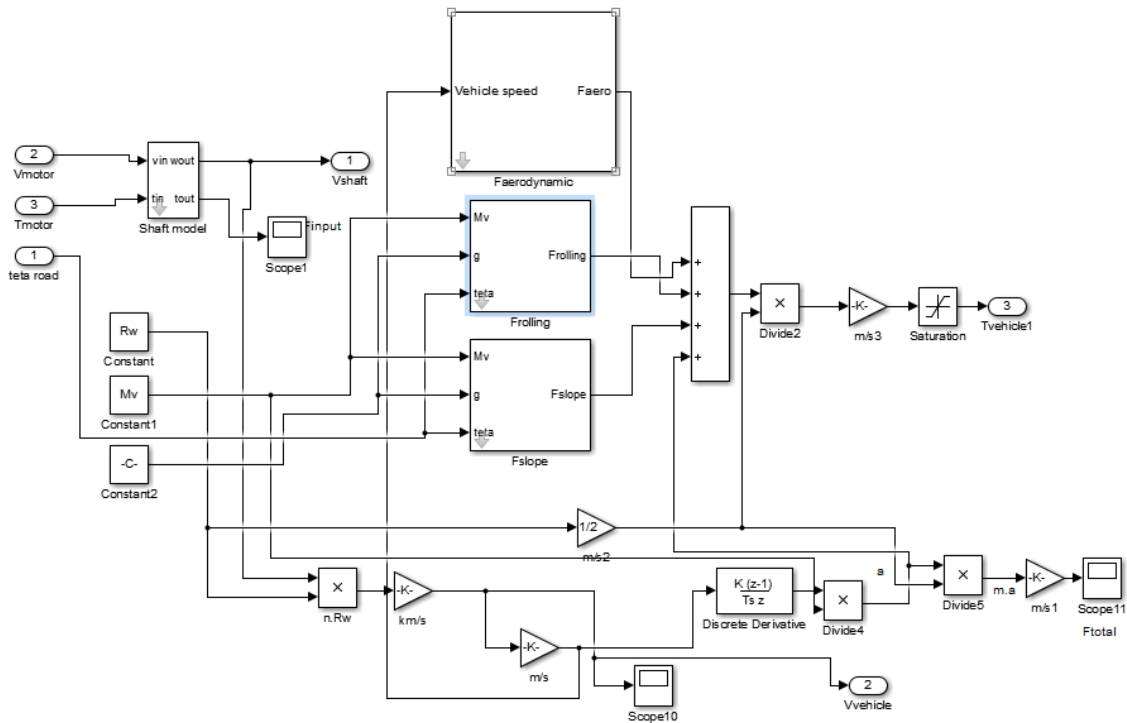 Vehicle speed
Faero
Faerodynamic
2
Vmotor
3
Tmotor
1
teta road
vin wout
tin tout
Shaft model
1
Vshaft
Scope1
Finput
Mv
g
teta
Frolling
Frolling
Mv
g
teta
Fslope
Fslope
Rw
Constant
Mv
Constant1
-C-
Constant2
+
+
+
+
×
Divide2
-K-
m/s3
Saturation
3
Tvehicle1
1/2
m/s2
×
n.Rw
-K-
km/s
-K-
m/s
K (z-1)
Ts z
Discrete Derivative
×
Divide4
a
×
Divide5
m.a
-K-
m/s1
Scope11
Ftotal
Scope10
2
Vvehicle